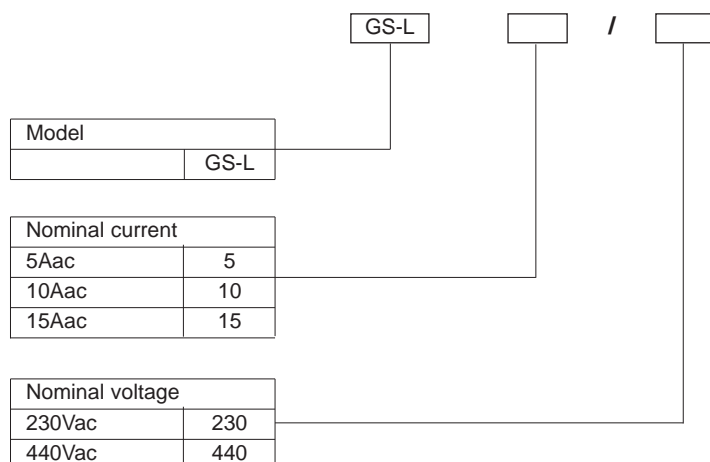 GS-L /
Model
GS-L
Nominal current
5Aac 5
10Aac 10
15Aac 15
Nominal voltage
230Vac 230
440Vac 440